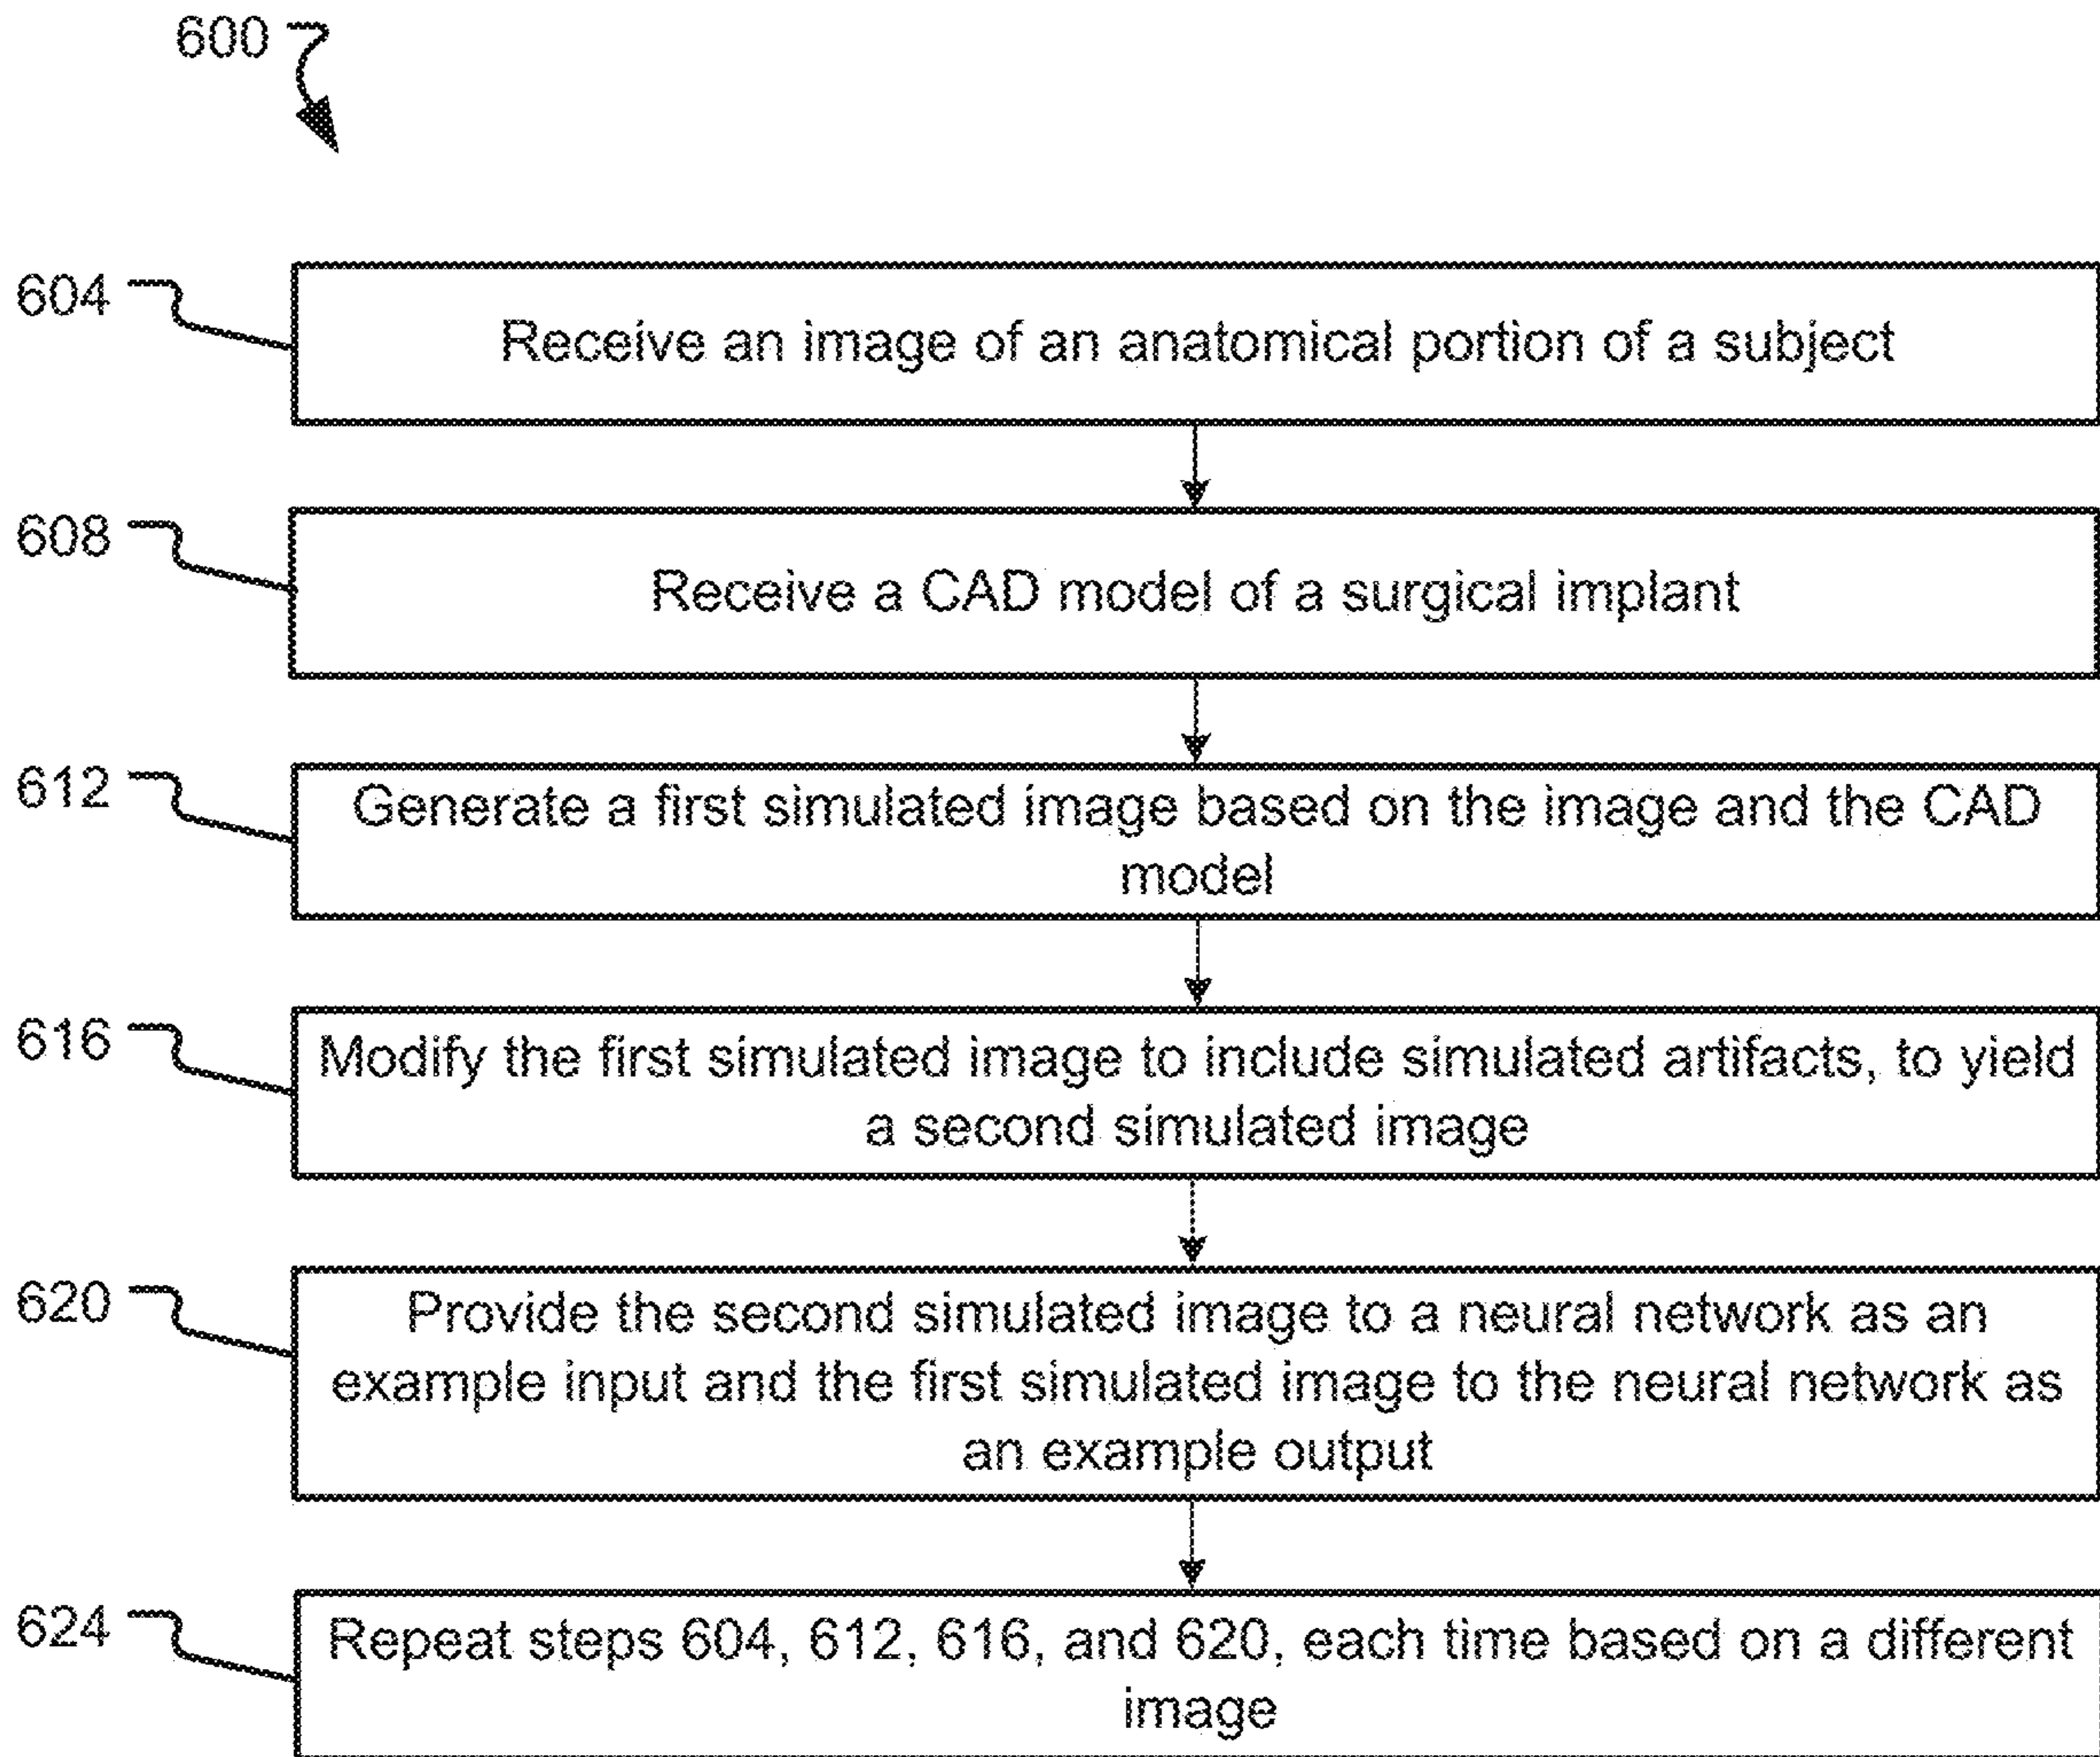 600
604
Receive an image of an anatomical portion of a subject
608
Receive a CAD model of a surgical implant
612
Generate a first simulated image based on the image and the CAD
model
616
Modify the first simulated image to include simulated artifacts, to yield
a second simulated image
620
Provide the second simulated image to a neural network as an
example input and the first simulated image to the neural network as
an example output
624
Repeat steps 604, 612, 616, and 620, each time based on a different
image